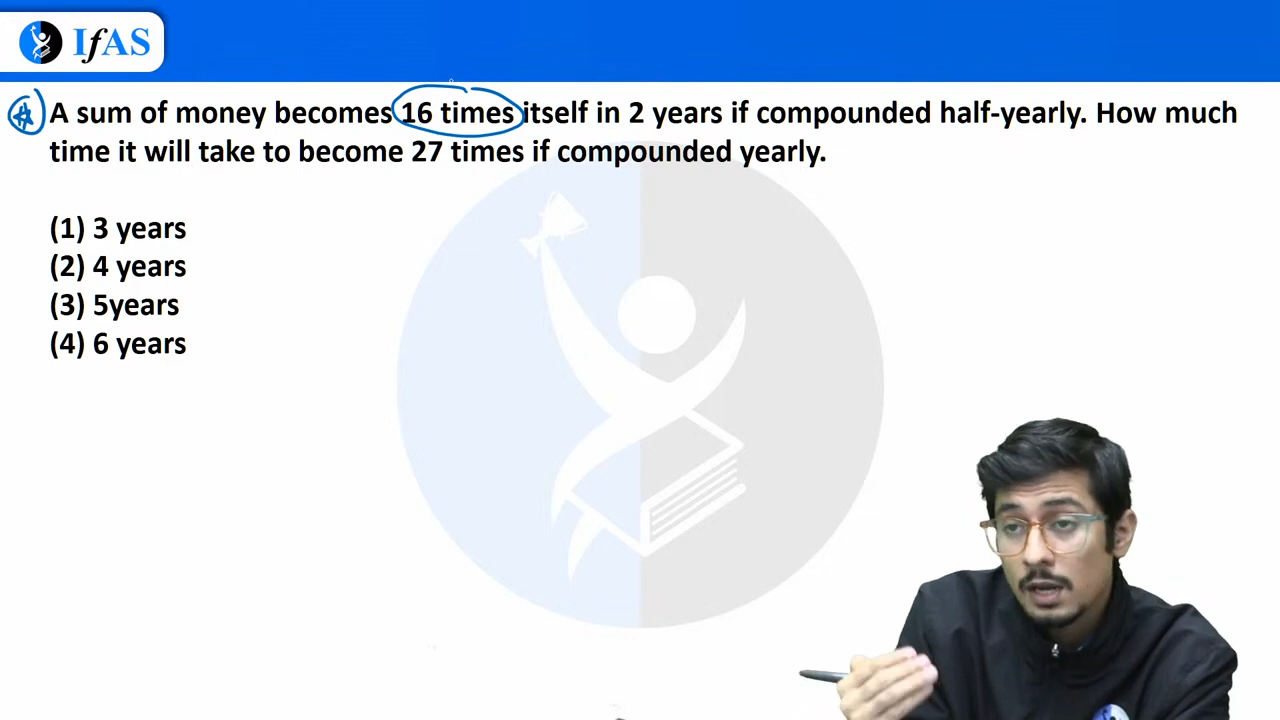 IfAS
A sum of money becomes 16 times itself in 2 years if compounded half-yearly. How much
time it will take to become 27 times if compounded yearly.
(1) 3 years
(2) 4 years
(3) 5years
(4) 6 years